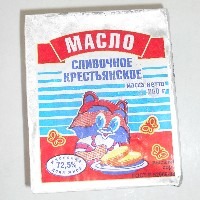 МАСЛО
СЛИВОЧНОЕ
КРЕСТЬЯНСКОЕ
МАССА НЕТТО
200 г
72,5%